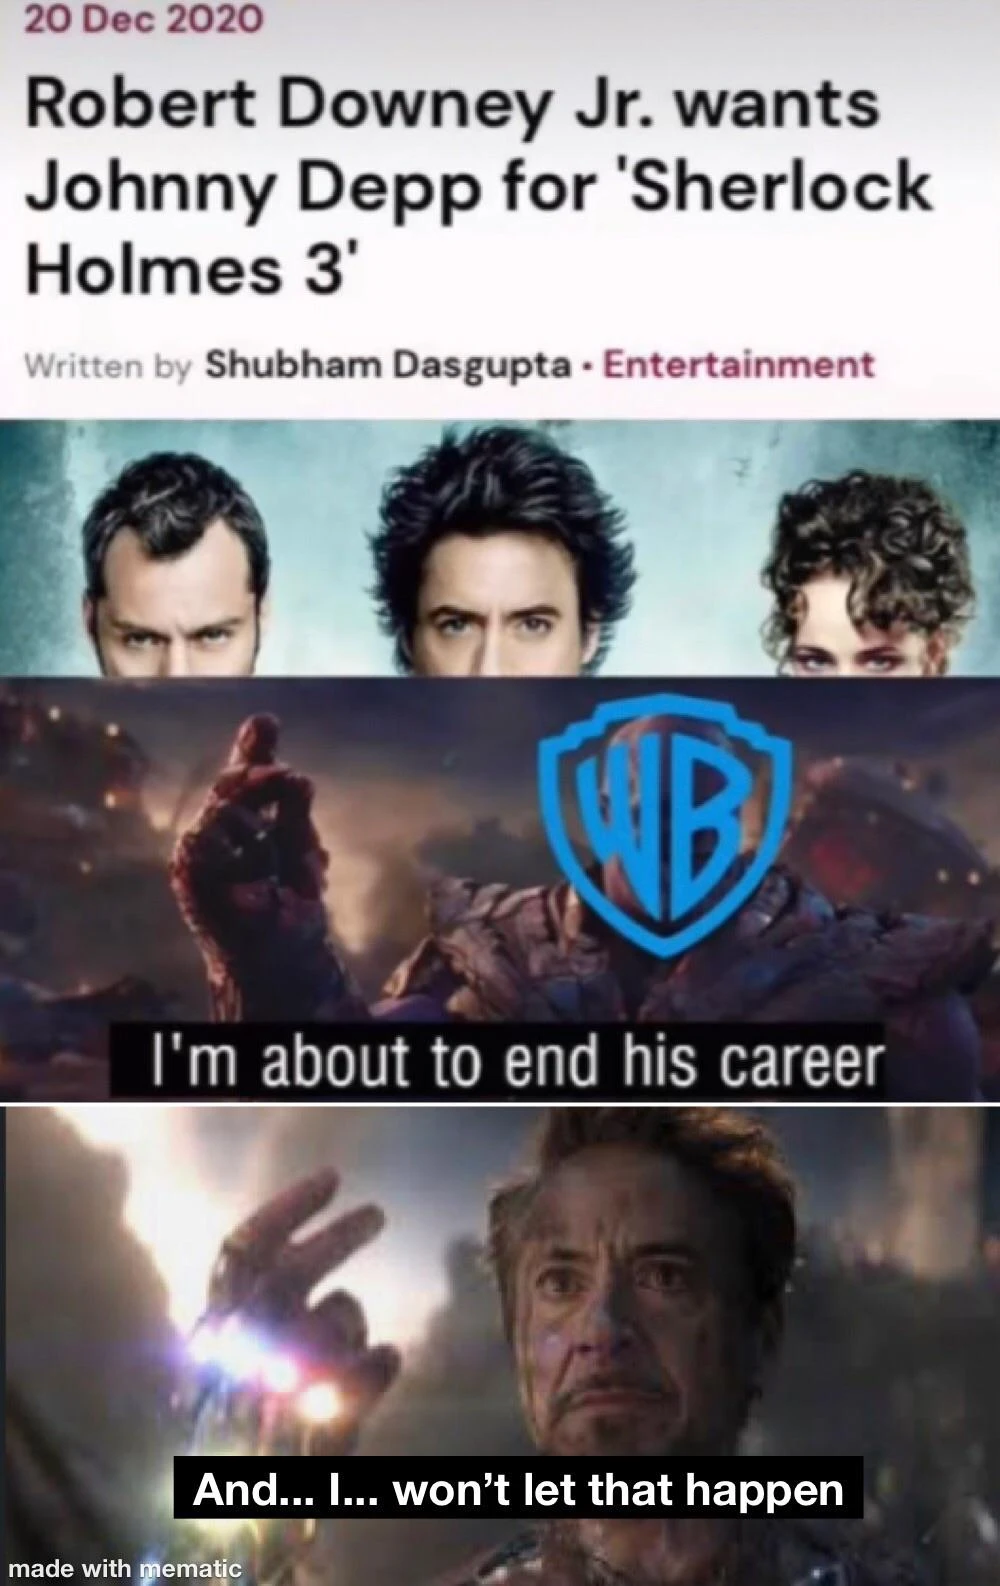 20 Dec 2020
Robert Downey Jr. wants
Johnny Depp for 'Sherlock
Holmes 3'
Written by Shubham Dasgupta • Entertainment
WB
I'm about to end his career
And... I... won’t let that happen
made with mematic